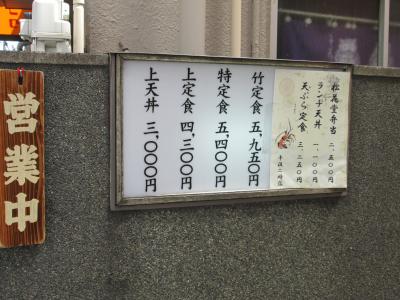 松花堂弁当 二、五〇〇円
ランチ天丼 一、一〇〇円
天ぷら定食 三、二五〇円
竹定食 五、九五〇円
特定食 五、四〇〇円
上定食 四、三〇〇円
上天丼 三、〇〇〇円
営業中